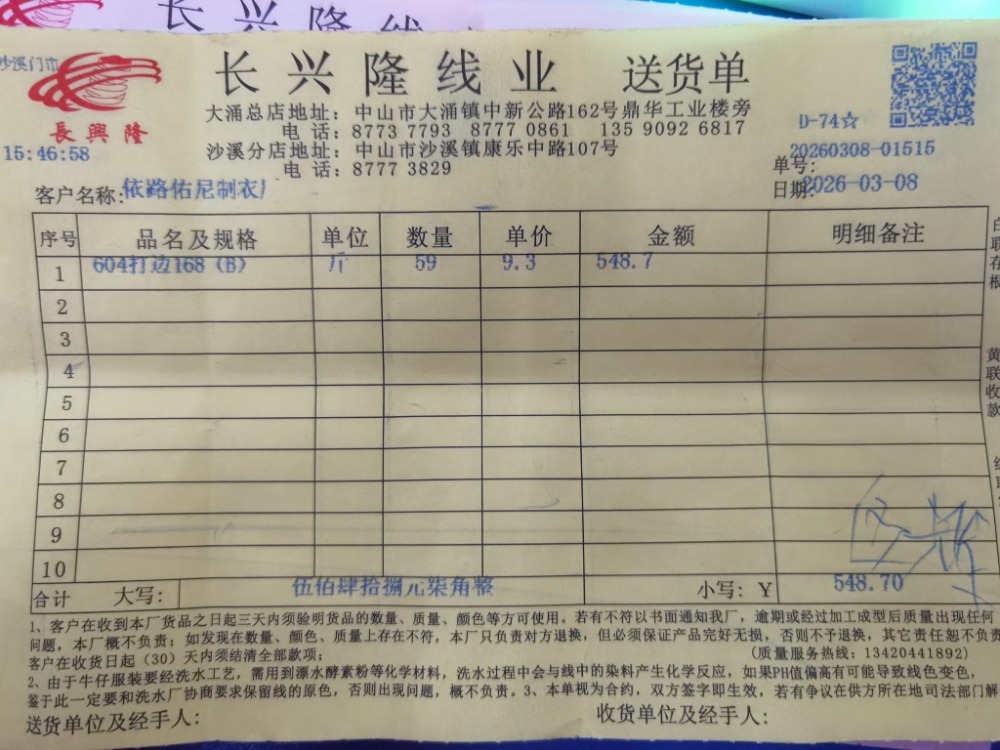 长兴隆线业 送货单
沙溪门市
長興隆
大涌总店地址：中山市大涌镇中新公路162号鼎华工业楼旁
电话：8773 7793 8777 0861 135 9092 6817
沙溪分店地址：中山市沙溪镇康乐中路107号
电话：8777 3829
15:46:58
D-74☆
单号：20260308-01515
日期：2026-03-08
客户名称：依路佑尼制衣厂
序号 品名及规格 单位 数量 单价 金额 明细备注
1 604打边168（B） 斤 59 9.3 548.7
2
3
4
5
6
7
8
9
10
合计 大写：伍佰肆拾捌元柒角整 小写：￥ 548.70
1、客户在收到本厂货品之日起三天内须验明货品的数量、质量、颜色等方可使用。若有不符以书面通知我厂，逾期或经过加工成型后质量出现任何
问题，本厂概不负责；如发现在数量、颜色、质量上存在不符，本厂只负责对方退换，但必须保证产品完好无损，否则不予退换，其它责任恕不负责
客户在收货日起（30）天内须结清全部款项； （质量服务热线：13420441892）
2、由于牛仔服装要经洗水工艺，需用到漂水酵素粉等化学材料，洗水过程中会与线中的染料产生化学反应，如果PH值偏高有可能导致线色变色，
鉴于此一定要和洗水厂协商要求保留线的原色，否则出现问题，概不负责。3、本单视为合约，双方签字即生效，若有争议在供方所在地司法部门解
送货单位及经手人： 收货单位及经手人：
白联存根
黄联收款